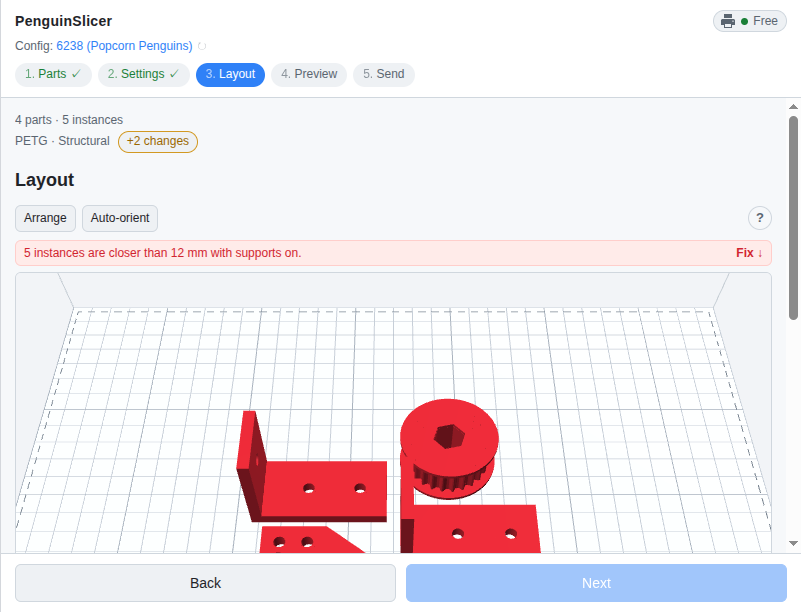 PenguinSlicer
Free
Config: 6238 (Popcorn Penguins)
1. Parts ✓
2. Settings ✓
3. Layout
4. Preview
5. Send
4 parts · 5 instances
PETG · Structural
+2 changes
Layout
Arrange
Auto-orient
?
5 instances are closer than 12 mm with supports on.
Fix ↓
Back
Next